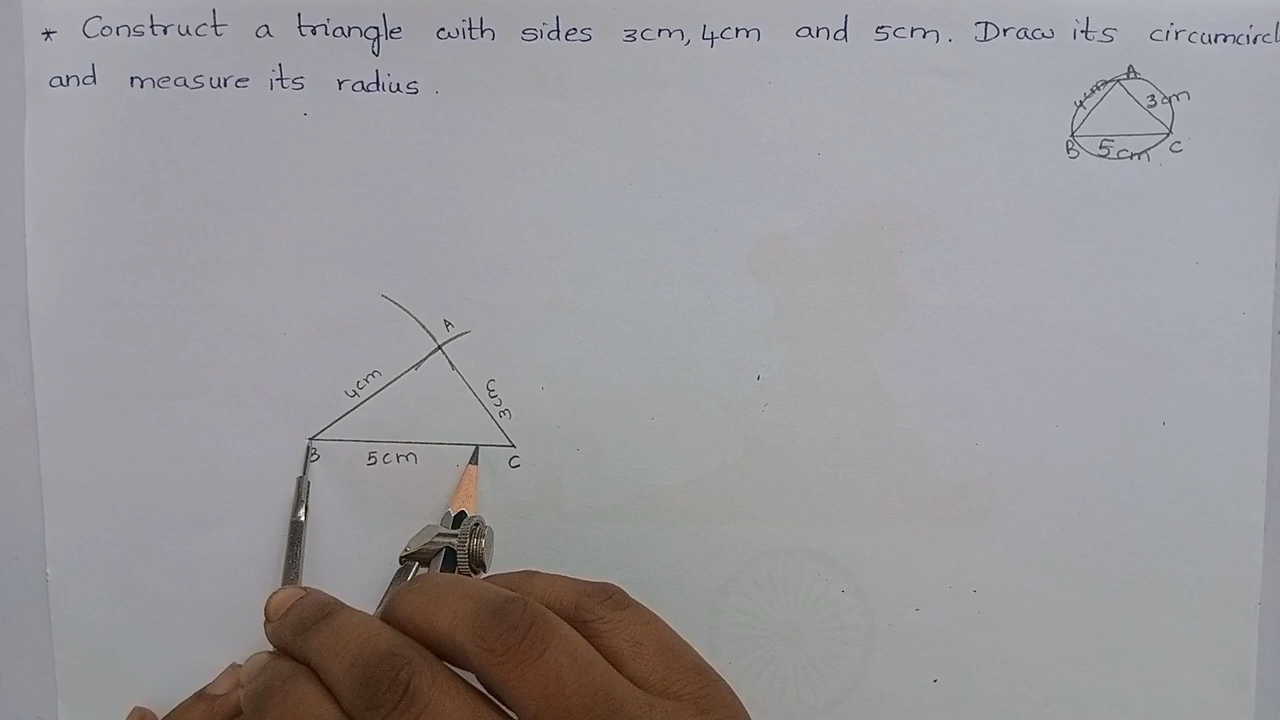 * Construct a triangle with sides 3cm, 4cm and 5cm. Draw its circumcircl
and measure its radius.
A
4cm 3cm
B 5cm C
A
4cm 3cm
B 5cm C